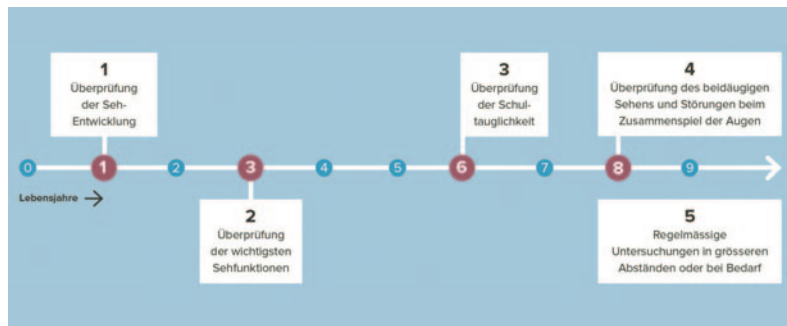 1
Überprüfung
der Seh-
Entwicklung
3
Überprüfung
der Schul-
tauglichkeit
4
Überprüfung des beidäugigen
Sehens und Störungen beim
Zusammenspiel der Augen
0 1 2 3 4 5 6 7 8 9
Lebensjahre →
2
Überprüfung
der wichtigsten
Sehfunktionen
5
Regelmässige
Untersuchungen in grösseren
Abständen oder bei Bedarf